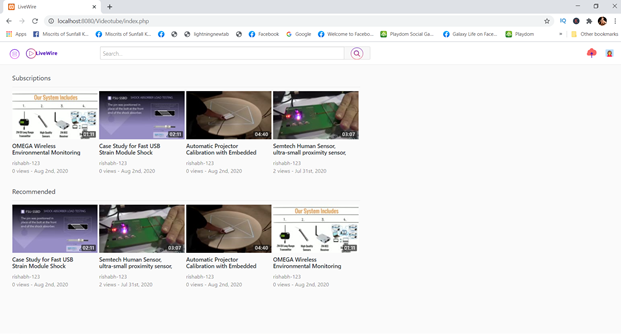 LiveWire
localhost:8080/Videotube/index.php
Apps
Miscrits of Sunfall K...
Miscrits of Sunfall K...
lightningnewtab
Facebook
Google
Welcome to Faceboo...
Playdom Social Ga...
Galaxy Life on Face...
Playdom
»
Other bookmarks
LiveWire
Search...
Subscriptions
Our System Includes
01:11
02:11
04:40
03:07
OMEGA Wireless
Environmental Monitoring
rishabh-123
0 views - Aug 2nd, 2020
Case Study for Fast USB
Strain Module Shock
rishabh-123
0 views - Aug 2nd, 2020
Automatic Projector
Calibration with Embedded
rishabh-123
0 views - Aug 2nd, 2020
Semtech Human Sensor,
ultra-small proximity sensor,
rishabh-123
2 views - Jul 31st, 2020
Recommended
02:11
03:07
04:40
Our System Includes
01:11
Case Study for Fast USB
Strain Module Shock
rishabh-123
0 views - Aug 2nd, 2020
Semtech Human Sensor,
ultra-small proximity sensor,
rishabh-123
2 views - Jul 31st, 2020
Automatic Projector
Calibration with Embedded
rishabh-123
0 views - Aug 2nd, 2020
OMEGA Wireless
Environmental Monitoring
rishabh-123
0 views - Aug 2nd, 2020